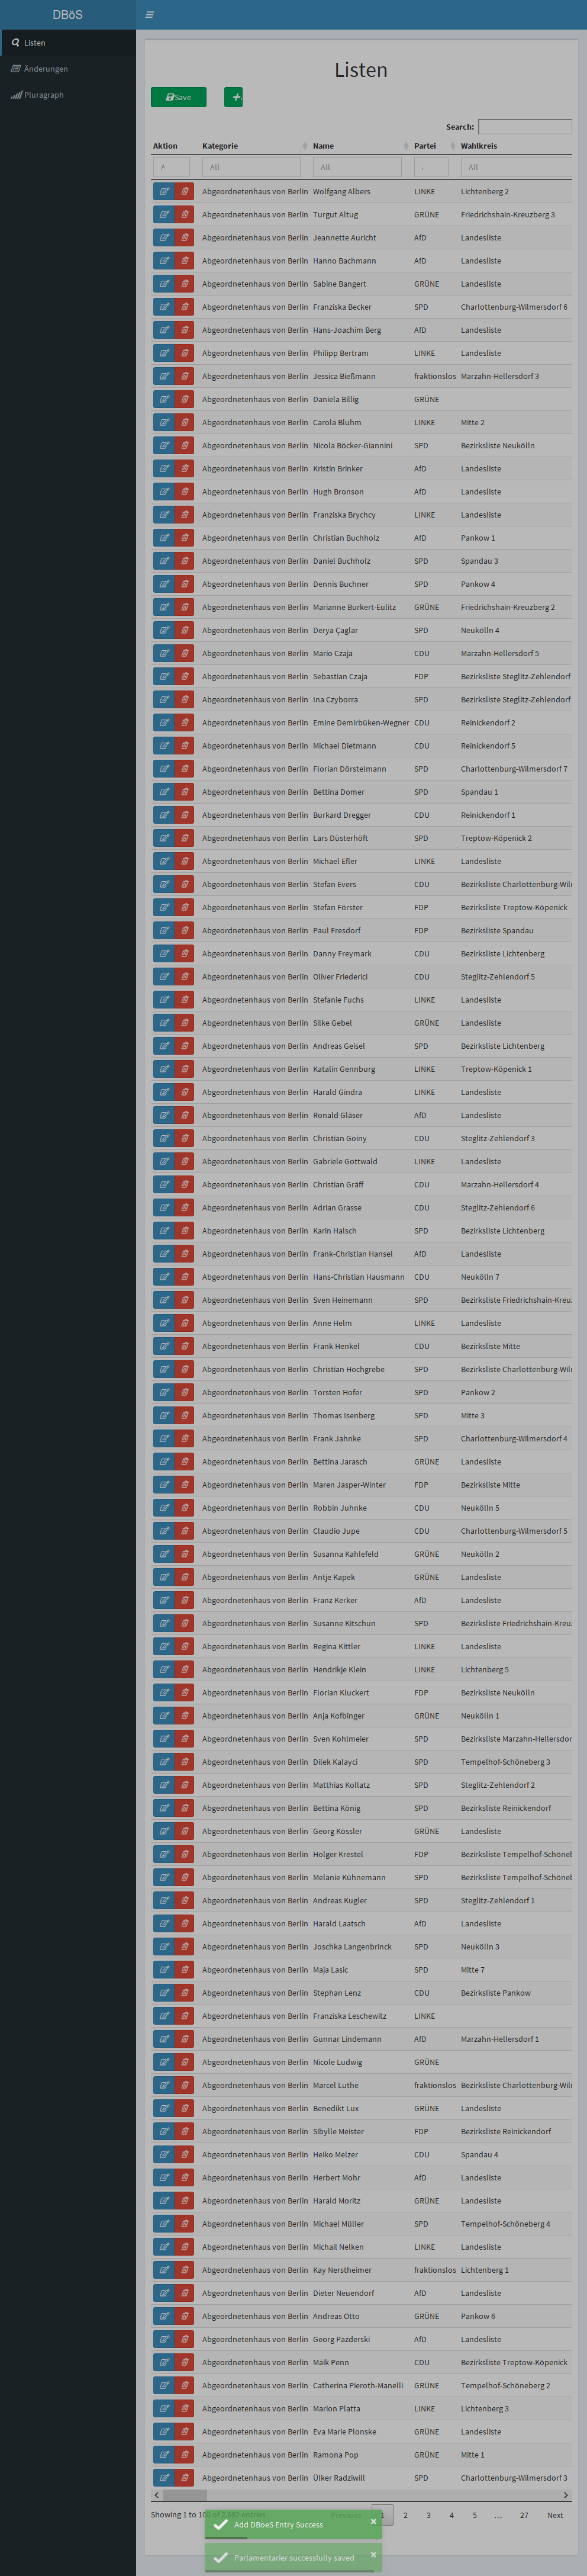 DBöS
Listen
Änderungen
Pluragraph
Listen
Save
Search:
Aktion Kategorie Name Partei Wahlkreis
All All All
Abgeordnetenhaus von Berlin Wolfgang Albers LINKE Lichtenberg 2
Abgeordnetenhaus von Berlin Turgut Altug GRÜNE Friedrichshain-Kreuzberg 3
Abgeordnetenhaus von Berlin Jeannette Auricht AfD Landesliste
Abgeordnetenhaus von Berlin Hanno Bachmann AfD Landesliste
Abgeordnetenhaus von Berlin Sabine Bangert GRÜNE Landesliste
Abgeordnetenhaus von Berlin Franziska Becker SPD Charlottenburg-Wilmersdorf 6
Abgeordnetenhaus von Berlin Hans-Joachim Berg AfD Landesliste
Abgeordnetenhaus von Berlin Philipp Bertram LINKE Landesliste
Abgeordnetenhaus von Berlin Jessica Bießmann fraktionslos Marzahn-Hellersdorf 3
Abgeordnetenhaus von Berlin Daniela Billig GRÜNE
Abgeordnetenhaus von Berlin Carola Bluhm LINKE Mitte 2
Abgeordnetenhaus von Berlin Nicola Böcker-Giannini SPD Bezirksliste Neukölln
Abgeordnetenhaus von Berlin Kristin Brinker AfD Landesliste
Abgeordnetenhaus von Berlin Hugh Bronson AfD Landesliste
Abgeordnetenhaus von Berlin Franziska Brychcy LINKE Landesliste
Abgeordnetenhaus von Berlin Christian Buchholz AfD Pankow 1
Abgeordnetenhaus von Berlin Daniel Buchholz SPD Spandau 3
Abgeordnetenhaus von Berlin Dennis Buchner SPD Pankow 4
Abgeordnetenhaus von Berlin Marianne Burkert-Eulitz GRÜNE Friedrichshain-Kreuzberg 2
Abgeordnetenhaus von Berlin Derya Çaglar SPD Neukölln 4
Abgeordnetenhaus von Berlin Mario Czaja CDU Marzahn-Hellersdorf 5
Abgeordnetenhaus von Berlin Sebastian Czaja FDP Bezirksliste Steglitz-Zehlendorf
Abgeordnetenhaus von Berlin Ina Czyborra SPD Bezirksliste Steglitz-Zehlendorf
Abgeordnetenhaus von Berlin Emine Demirbüken-Wegner CDU Reinickendorf 2
Abgeordnetenhaus von Berlin Michael Dietmann CDU Reinickendorf 5
Abgeordnetenhaus von Berlin Florian Dörstelmann SPD Charlottenburg-Wilmersdorf 7
Abgeordnetenhaus von Berlin Bettina Domer SPD Spandau 1
Abgeordnetenhaus von Berlin Burkard Dregger CDU Reinickendorf 1
Abgeordnetenhaus von Berlin Lars Düsterhöft SPD Treptow-Köpenick 2
Abgeordnetenhaus von Berlin Michael Efler LINKE Landesliste
Abgeordnetenhaus von Berlin Stefan Evers CDU Bezirksliste Charlottenburg-Wiln
Abgeordnetenhaus von Berlin Stefan Förster FDP Bezirksliste Treptow-Köpenick
Abgeordnetenhaus von Berlin Paul Fresdorf FDP Bezirksliste Spandau
Abgeordnetenhaus von Berlin Danny Freymark CDU Bezirksliste Lichtenberg
Abgeordnetenhaus von Berlin Oliver Friederici CDU Steglitz-Zehlendorf 5
Abgeordnetenhaus von Berlin Stefanie Fuchs LINKE Landesliste
Abgeordnetenhaus von Berlin Silke Gebel GRÜNE Landesliste
Abgeordnetenhaus von Berlin Andreas Geisel SPD Bezirksliste Lichtenberg
Abgeordnetenhaus von Berlin Katalin Gennburg LINKE Treptow-Köpenick 1
Abgeordnetenhaus von Berlin Harald Gindra LINKE Landesliste
Abgeordnetenhaus von Berlin Ronald Gläser AfD Landesliste
Abgeordnetenhaus von Berlin Christian Goiny CDU Steglitz-Zehlendorf 3
Abgeordnetenhaus von Berlin Gabriele Gottwald LINKE Landesliste
Abgeordnetenhaus von Berlin Christian Gräff CDU Marzahn-Hellersdorf 4
Abgeordnetenhaus von Berlin Adrian Grasse CDU Steglitz-Zehlendorf 6
Abgeordnetenhaus von Berlin Karin Halsch SPD Bezirksliste Lichtenberg
Abgeordnetenhaus von Berlin Frank-Christian Hansel AfD Landesliste
Abgeordnetenhaus von Berlin Hans-Christian Hausmann CDU Neukölln 7
Abgeordnetenhaus von Berlin Sven Heinemann SPD Bezirksliste Friedrichshain-Kreuz
Abgeordnetenhaus von Berlin Anne Helm LINKE Landesliste
Abgeordnetenhaus von Berlin Frank Henkel CDU Bezirksliste Mitte
Abgeordnetenhaus von Berlin Christian Hochgrebe SPD Bezirksliste Charlottenburg-Wiln
Abgeordnetenhaus von Berlin Torsten Hofer SPD Pankow 2
Abgeordnetenhaus von Berlin Thomas Isenberg SPD Mitte 3
Abgeordnetenhaus von Berlin Frank Jahnke SPD Charlottenburg-Wilmersdorf 4
Abgeordnetenhaus von Berlin Bettina Jarasch GRÜNE Landesliste
Abgeordnetenhaus von Berlin Maren Jasper-Winter FDP Bezirksliste Mitte
Abgeordnetenhaus von Berlin Robbin Juhnke CDU Neukölln 5
Abgeordnetenhaus von Berlin Claudio Jupe CDU Charlottenburg-Wilmersdorf 5
Abgeordnetenhaus von Berlin Susanna Kahlefeld GRÜNE Neukölln 2
Abgeordnetenhaus von Berlin Antje Kapek GRÜNE Landesliste
Abgeordnetenhaus von Berlin Franz Kerker AfD Landesliste
Abgeordnetenhaus von Berlin Susanne Kitschun SPD Bezirksliste Friedrichshain-Kreuz
Abgeordnetenhaus von Berlin Regina Kittler LINKE Landesliste
Abgeordnetenhaus von Berlin Hendrikje Klein LINKE Lichtenberg 5
Abgeordnetenhaus von Berlin Florian Kluckert FDP Bezirksliste Neukölln
Abgeordnetenhaus von Berlin Anja Kofbinger GRÜNE Neukölln 1
Abgeordnetenhaus von Berlin Sven Kohlmeier SPD Bezirksliste Marzahn-Hellersdor
Abgeordnetenhaus von Berlin Dilek Kalayci SPD Tempelhof-Schöneberg 3
Abgeordnetenhaus von Berlin Matthias Kollatz SPD Steglitz-Zehlendorf 2
Abgeordnetenhaus von Berlin Bettina König SPD Bezirksliste Reinickendorf
Abgeordnetenhaus von Berlin Georg Kössler GRÜNE Landesliste
Abgeordnetenhaus von Berlin Holger Krestel FDP Bezirksliste Tempelhof-Schöneb
Abgeordnetenhaus von Berlin Melanie Kühnemann SPD Bezirksliste Tempelhof-Schöneb
Abgeordnetenhaus von Berlin Andreas Kugler SPD Steglitz-Zehlendorf 1
Abgeordnetenhaus von Berlin Harald Laatsch AfD Landesliste
Abgeordnetenhaus von Berlin Joschka Langenbrinck SPD Neukölln 3
Abgeordnetenhaus von Berlin Maja Lasic SPD Mitte 7
Abgeordnetenhaus von Berlin Stephan Lenz CDU Bezirksliste Pankow
Abgeordnetenhaus von Berlin Franziska Leschewitz LINKE
Abgeordnetenhaus von Berlin Gunnar Lindemann AfD Marzahn-Hellersdorf 1
Abgeordnetenhaus von Berlin Nicole Ludwig GRÜNE
Abgeordnetenhaus von Berlin Marcel Luthe fraktionslos Bezirksliste Charlottenburg-Wiln
Abgeordnetenhaus von Berlin Benedikt Lux GRÜNE Landesliste
Abgeordnetenhaus von Berlin Sibylle Meister FDP Bezirksliste Reinickendorf
Abgeordnetenhaus von Berlin Heiko Melzer CDU Spandau 4
Abgeordnetenhaus von Berlin Herbert Mohr AfD Landesliste
Abgeordnetenhaus von Berlin Harald Moritz GRÜNE Landesliste
Abgeordnetenhaus von Berlin Michael Müller SPD Tempelhof-Schöneberg 4
Abgeordnetenhaus von Berlin Michail Nelken LINKE Landesliste
Abgeordnetenhaus von Berlin Kay Nerstheimer fraktionslos Lichtenberg 1
Abgeordnetenhaus von Berlin Dieter Neuendorf AfD Landesliste
Abgeordnetenhaus von Berlin Andreas Otto GRÜNE Pankow 6
Abgeordnetenhaus von Berlin Georg Pazderski AfD Landesliste
Abgeordnetenhaus von Berlin Maik Penn CDU Bezirksliste Treptow-Köpenick
Abgeordnetenhaus von Berlin Catherina Pieroth-Manelli GRÜNE Tempelhof-Schöneberg 2
Abgeordnetenhaus von Berlin Marion Platta LINKE Lichtenberg 3
Abgeordnetenhaus von Berlin Eva Marie Plonske GRÜNE Landesliste
Abgeordnetenhaus von Berlin Ramona Pop GRÜNE Mitte 1
Abgeordnetenhaus von Berlin Ülker Radziwill SPD Charlottenburg-Wilmersdorf 3
Showing 1 to 100 of entries Previous 1 2 3 4 5 … 27 Next
Add DBoeS Entry Success ×
Parlamentarier successfully saved ×